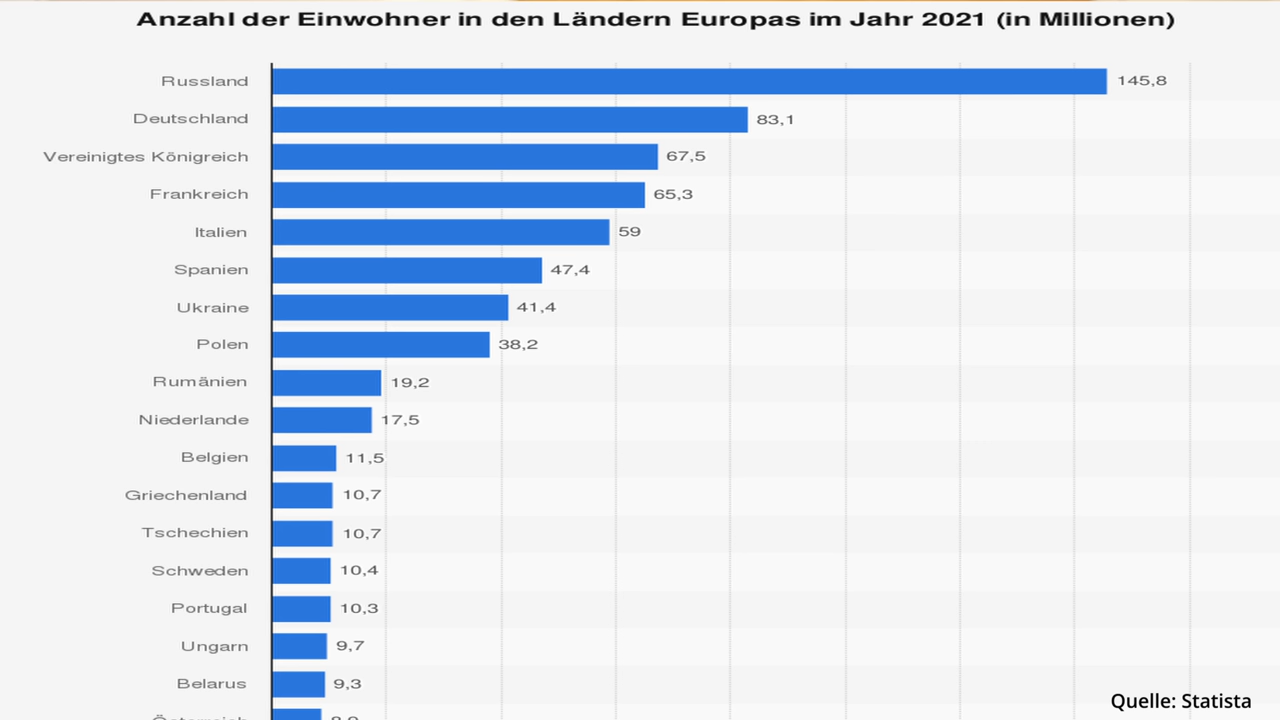 Anzahl der Einwohner in den Ländern Europas im Jahr 2021 (in Millionen)
Russland 145,8
Deutschland 83,1
Vereinigtes Königreich 67,5
Frankreich 65,3
Italien 59
Spanien 47,4
Ukraine 41,4
Polen 38,2
Rumänien 19,2
Niederlande 17,5
Belgien 11,5
Griechenland 10,7
Tschechien 10,7
Schweden 10,4
Portugal 10,3
Ungarn 9,7
Belarus 9,3
Österreich
Quelle: Statista